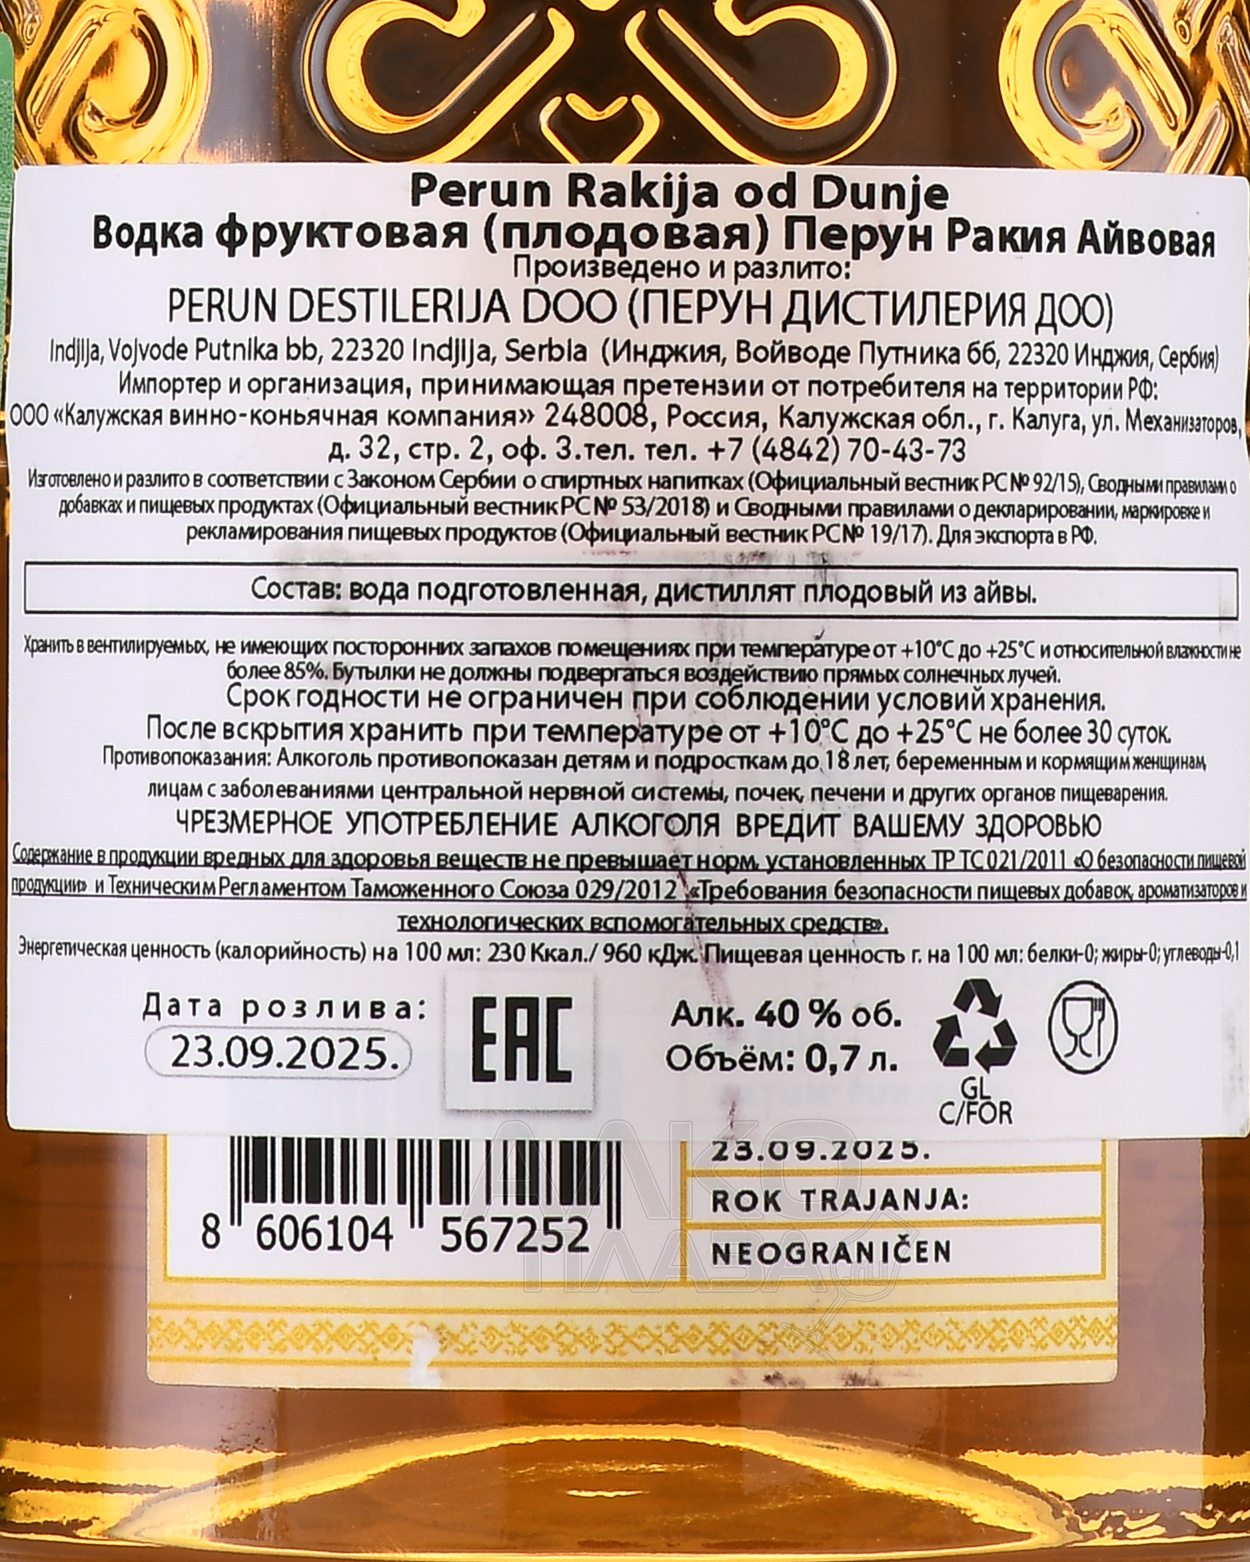 Perun Rakija od Dunje
Водка фруктовая (плодовая) Перун Ракия Айвовая
Произведено и разлито:
PERUN DESTILERIJA DOO (ПЕРУН ДИСТИЛЕРИЯ ДОО)
Indjija, Vojvode Putnika bb, 22320 Indjija, Serbia (Инджия, Войводе Путника бб, 22320 Инджия, Сербия)
Импортер и организация, принимающая претензии от потребителя на территории РФ:
ООО «Калужская винно-коньячная компания» 248008, Россия, Калужская обл., г. Калуга, ул. Механизаторов,
д. 32, стр. 2, оф. 3.тел. тел. +7 (4842) 70-43-73
Изготовлено и разлито в соответствии с Законом Сербии о спиртных напитках (Официальный вестник РС № 92/15), Сводными правилами о
добавках и пищевых продуктах (Официальный вестник РС № 53/2018) и Сводными правилами о декларировании, маркировке и
рекламирования пищевых продуктов (Официальный вестник РС № 19/17). Для экспорта в РФ.
Состав: вода подготовленная, дистиллят плодовый из айвы.
Хранить в вентилируемых, не имеющих посторонних запахов помещениях при температуре от +10°С до +25°С и относительной влажности не
более 85%. Бутылки не должны подвергаться воздействию прямых солнечных лучей.
Срок годности не ограничен при соблюдении условий хранения.
После вскрытия хранить при температуре от +10°С до +25°С не более 30 суток.
Противопоказания: Алкоголь противопоказан детям и подросткам до 18 лет, беременным и кормящим женщинам,
лицам с заболеваниями центральной нервной системы, почек, печени и других органов пищеварения.
ЧРЕЗМЕРНОЕ УПОТРЕБЛЕНИЕ АЛКОГОЛЯ ВРЕДИТ ВАШЕМУ ЗДОРОВЬЮ
Содержание в продукции вредных для здоровья веществ не превышает норм, установленных ТР ТС 021/2011 «О безопасности пищевой
продукции» и Техническим Регламентом Таможенного Союза 029/2012 «Требования безопасности пищевых добавок, ароматизаторов и
технологических вспомогательных средств».
Энергетическая ценность (калорийность) на 100 мл: 230 Ккал./ 960 кДж. Пищевая ценность г. на 100 мл: белки-0; жиры-0; углеводы-0,1
Дата розлива:
23.09.2025.
EAC
Алк. 40 % об.
Объём: 0,7 л.
GL
C/FOR
23.09.2025.
ROK TRAJANJA:
NEOGRANIČEN
8 606104 567252
АЛКО
ПЛАЗА.ru